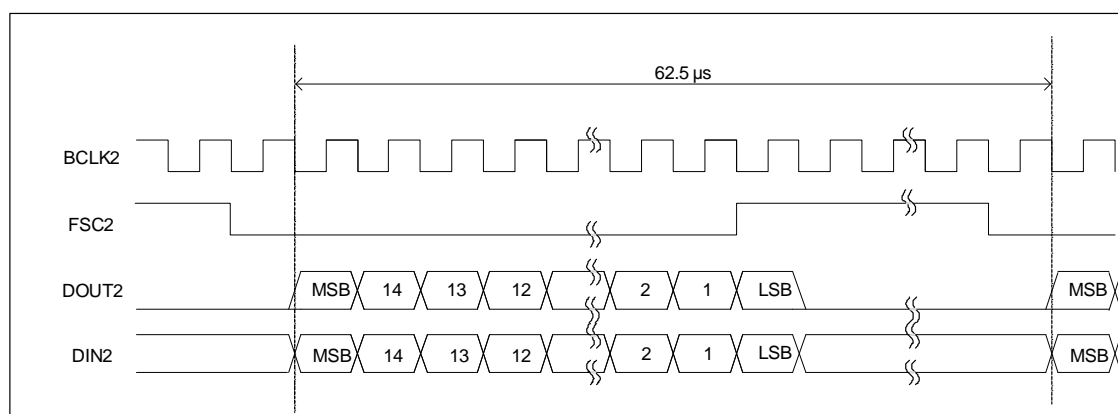 62.5 µs
BCLK2
FSC2
DOUT2 MSB 14 13 12 2 1 LSB MSB
DIN2 MSB 14 13 12 2 1 LSB MSB